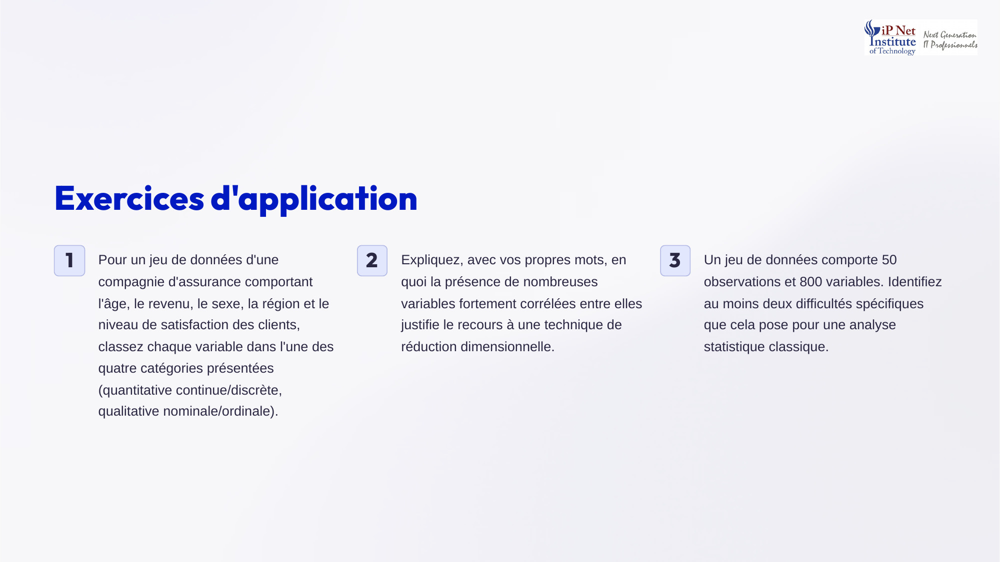 iP Net
Institute
of Technology
Next Generation
IT Professionnels
Exercices d'application
1
Pour un jeu de données d'une
compagnie d'assurance comportant
l'âge, le revenu, le sexe, la région et le
niveau de satisfaction des clients,
classez chaque variable dans l'une des
quatre catégories présentées
(quantitative continue/discrète,
qualitative nominale/ordinale).
2
Expliquez, avec vos propres mots, en
quoi la présence de nombreuses
variables fortement corrélées entre elles
justifie le recours à une technique de
réduction dimensionnelle.
3
Un jeu de données comporte 50
observations et 800 variables. Identifiez
au moins deux difficultés spécifiques
que cela pose pour une analyse
statistique classique.